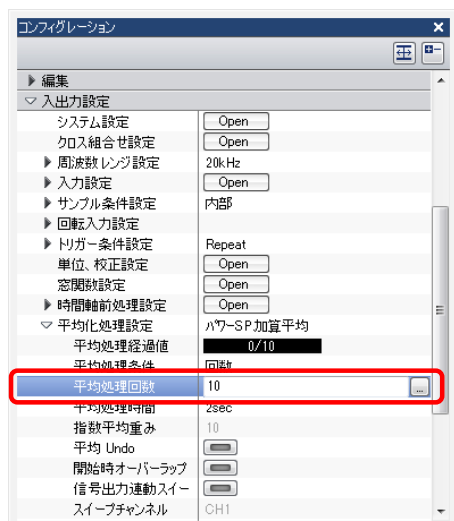 コンフィグレーション
編集
入出力設定
システム設定 Open
クロス組合せ設定 Open
周波数レンジ設定 20kHz
入力設定 Open
サンプル条件設定 内部
回転入力設定
トリガー条件設定 Repeat
単位、校正設定 Open
窓関数設定 Open
時間軸前処理設定 Open
平均化処理設定 パワーSP加算平均
平均処理経過値 0/10
平均処理条件 回数
平均処理回数 10 ...
平均処理時間 2sec
指数平均重み 10
平均 Undo
開始時オーバーラップ
信号出力連動スイー
スイープチャンネル CH1